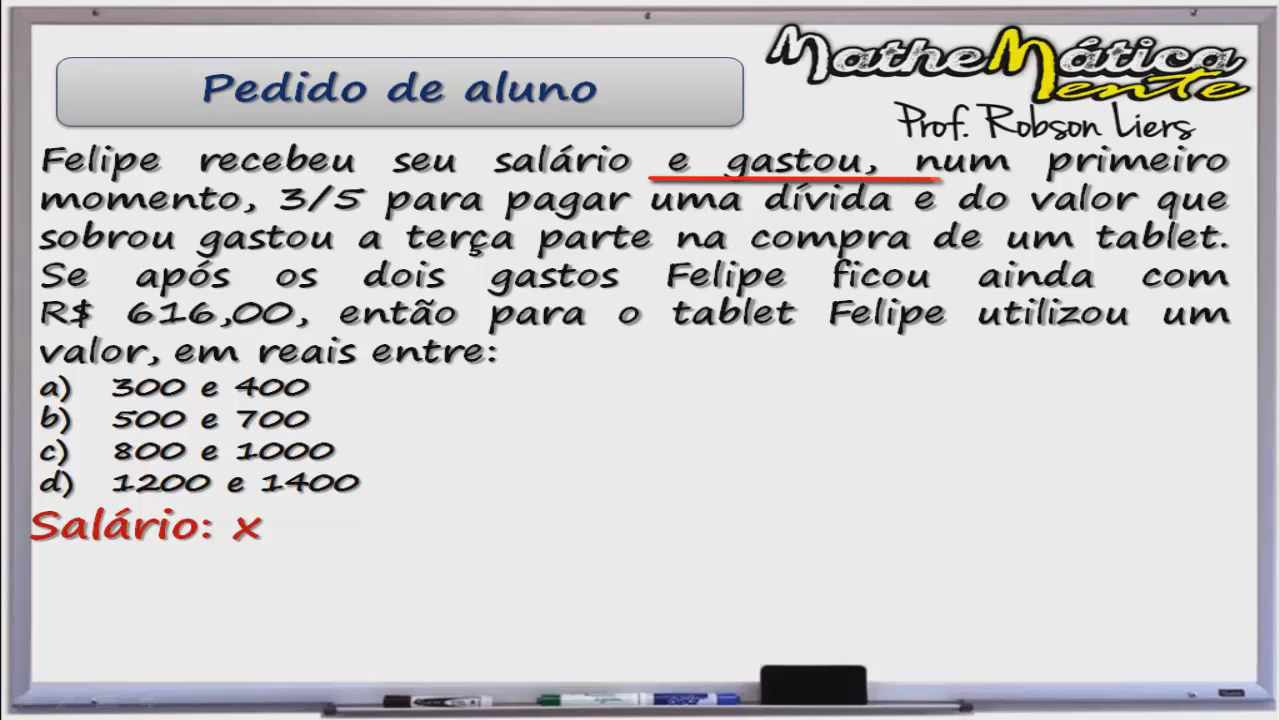 Pedido de aluno
MatheMática
mente
Prof. Robson Liers
Felipe recebeu seu salário e gastou, num primeiro
momento, 3/5 para pagar uma dívida e do valor que
sobrou gastou a terça parte na compra de um tablet.
Se após os dois gastos Felipe ficou ainda com
R$ 616,00, então para o tablet Felipe utilizou um
valor, em reais entre:
a) 300 e 400
b) 500 e 700
c) 800 e 1000
d) 1200 e 1400
Salário: x